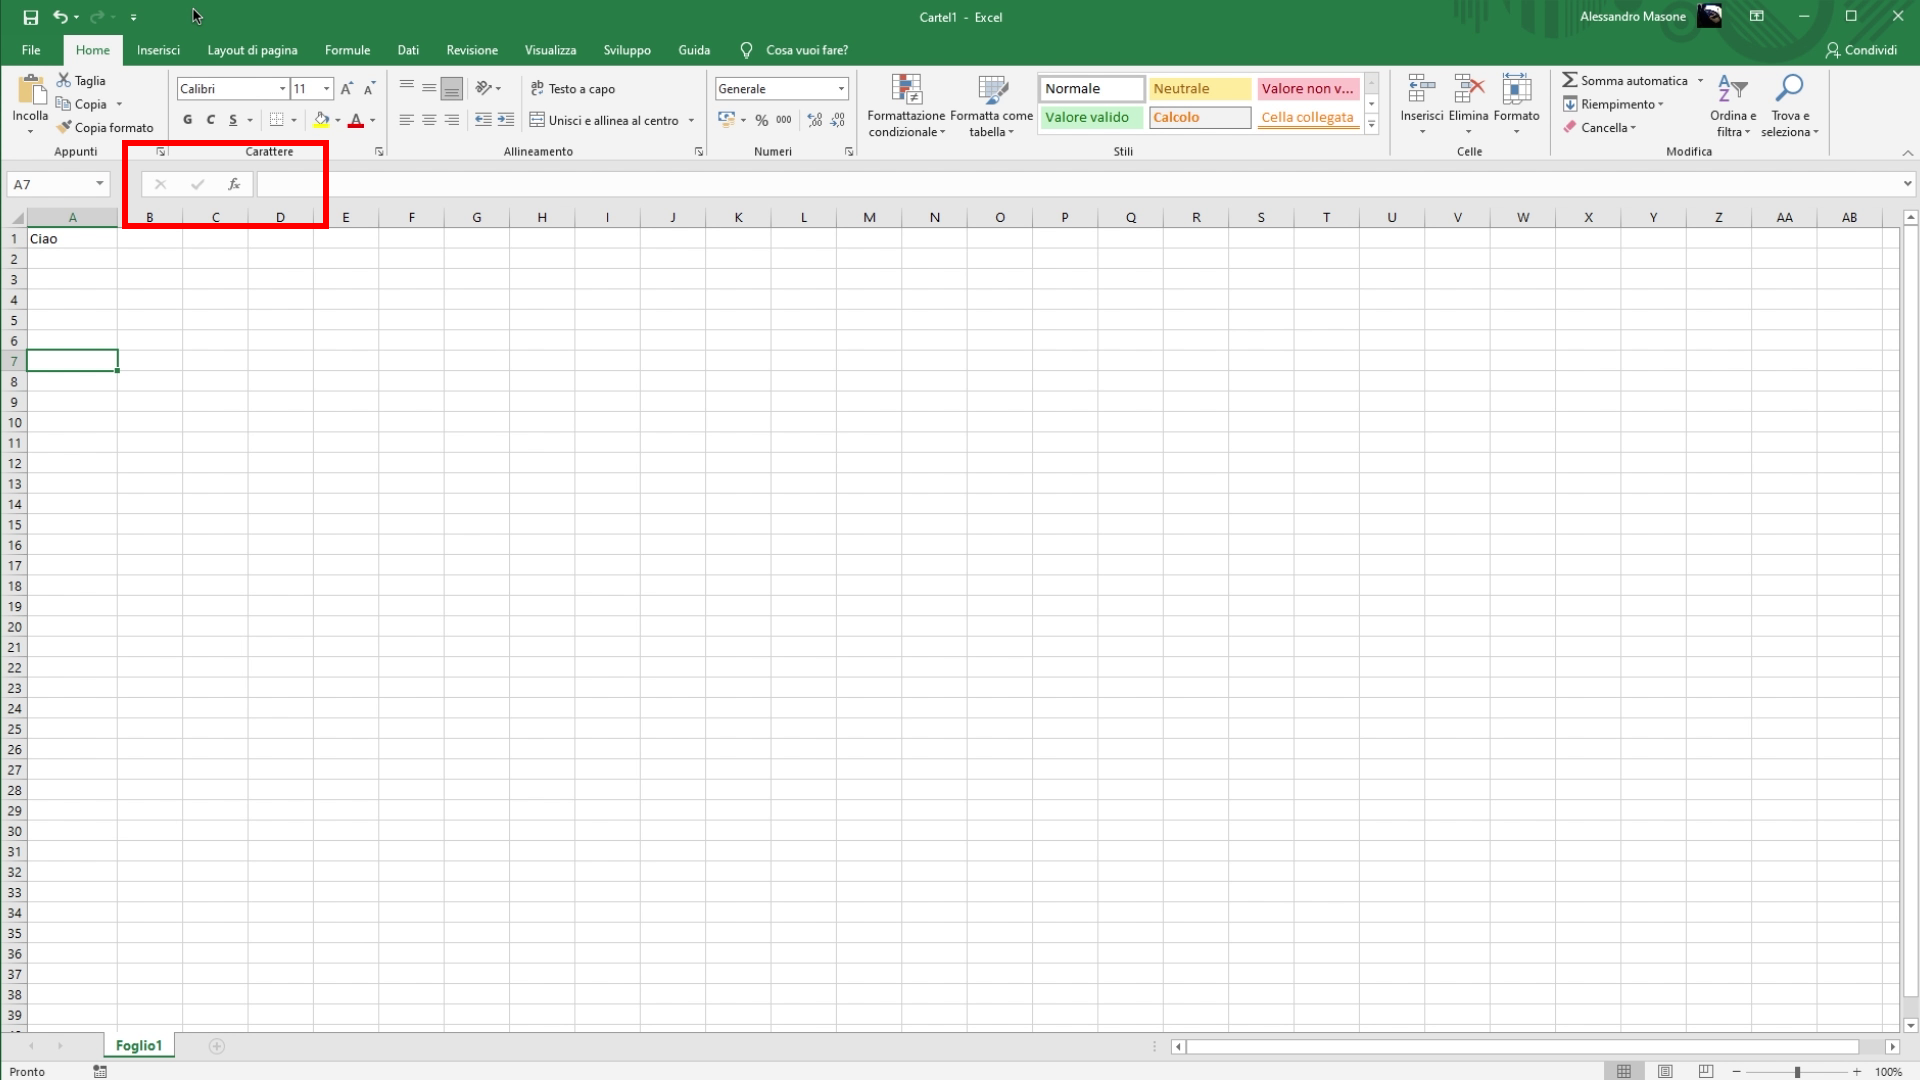 Cartel1 - Excel
Alessandro Masone
File Home Inserisci Layout di pagina Formule Dati Revisione Visualizza Sviluppo Guida Cosa vuoi fare? Condividi
Incolla
Taglia
Copia
Copia formato
Appunti
Calibri 11
G C S
A
Carattere
ab Testo a capo
Unisci e allinea al centro
Allineamento
Generale
% 000
Numeri
Formattazione condizionale
Formatta come tabella
Normale Neutrale Valore non v...
Valore valido Calcolo Cella collegata
Stili
Inserisci Elimina Formato
Celle
Somma automatica
Riempimento
Cancella
Ordina e filtra
Trova e seleziona
Modifica
A7 fx
A B C D E F G H I J K L M N O P Q R S T U V W X Y Z AA AB
1 Ciao
2
3
4
5
6
7
8
9
10
11
12
13
14
15
16
17
18
19
20
21
22
23
24
25
26
27
28
29
30
31
32
33
34
35
36
37
38
39
Foglio1
Pronto 100%